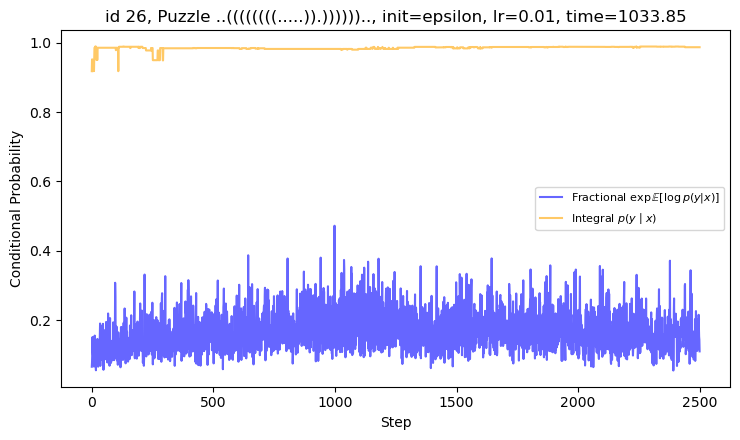 id 26, Puzzle ..((((((((.....)).)))))).., init=epsilon, lr=0.01, time=1033.85
1.0
0.8
0.6
0.4
0.2
Conditional Probability
Fractional exp𝔼[log p(y|x)]
Integral p(y | x)
0
500
1000
1500
2000
2500
Step